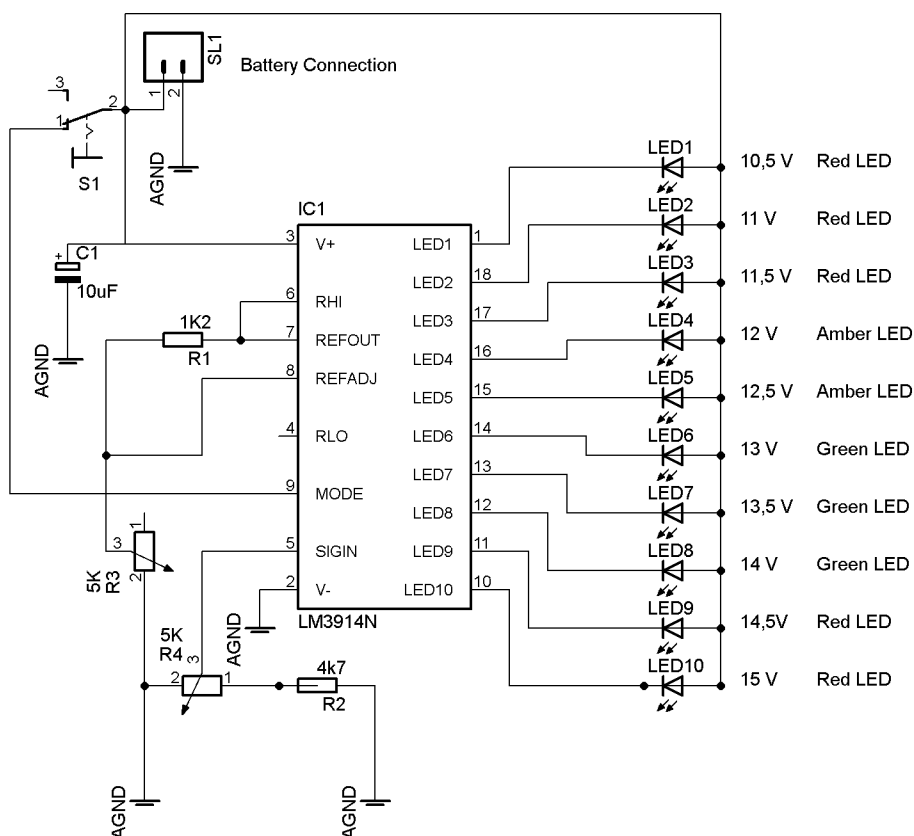 SL1
Battery Connection
1
2
AGND
3
2
1
S1
C1
+
10uF
AGND
IC1
3 V+ LED1 1
LED2 18
6 RHI
LED3 17
7 REFOUT
LED4 16
8 REFADJ
LED5 15
4 RLO
LED6 14
LED7 13
9 MODE
LED8 12
5 SIGIN
LED9 11
2 V-
LED10 10
LM3914N
AGND
1K2
R1
1
3
2
5K
R3
5K
R4
3
2
1
4k7
R2
AGND
AGND
LED1 10,5 V Red LED
LED2 11 V Red LED
LED3 11,5 V Red LED
LED4 12 V Amber LED
LED5 12,5 V Amber LED
LED6 13 V Green LED
LED7 13,5 V Green LED
LED8 14 V Green LED
LED9 14,5V Red LED
LED10 15 V Red LED